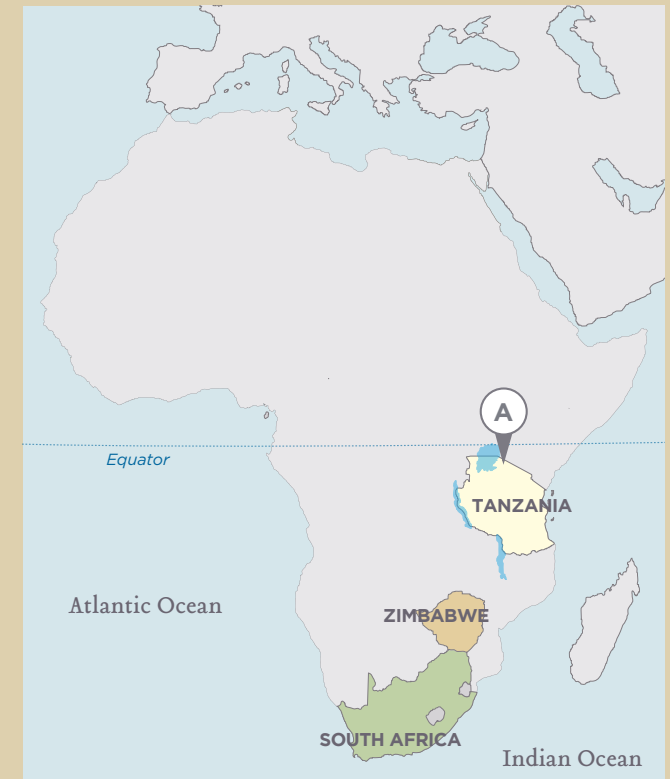 A
Equator
TANZANIA
Atlantic Ocean
ZIMBABWE
SOUTH AFRICA
Indian Ocean